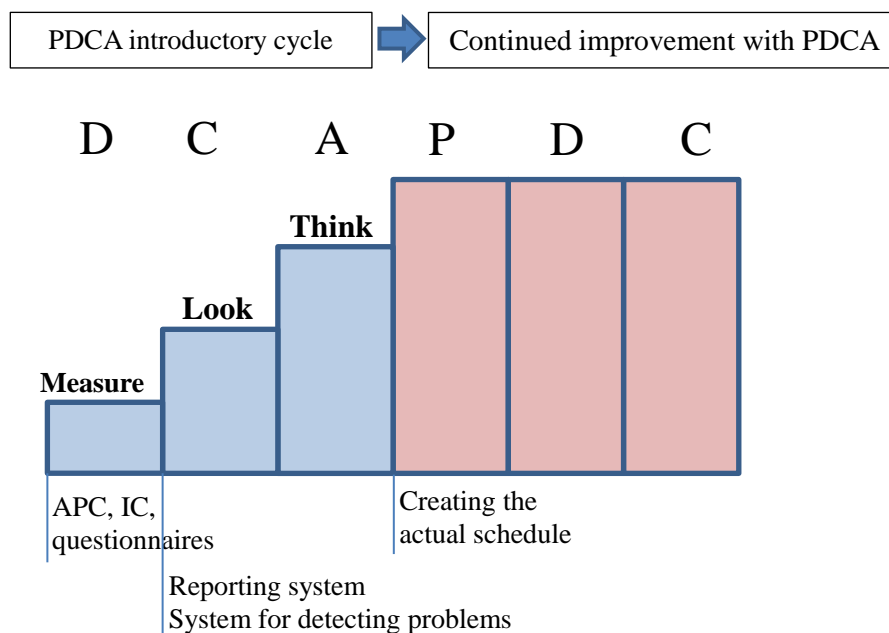 PDCA introductory cycle
Continued improvement with PDCA
D C A P D C
Think
Look
Measure
APC, IC,
questionnaires
Creating the
actual schedule
Reporting system
System for detecting problems